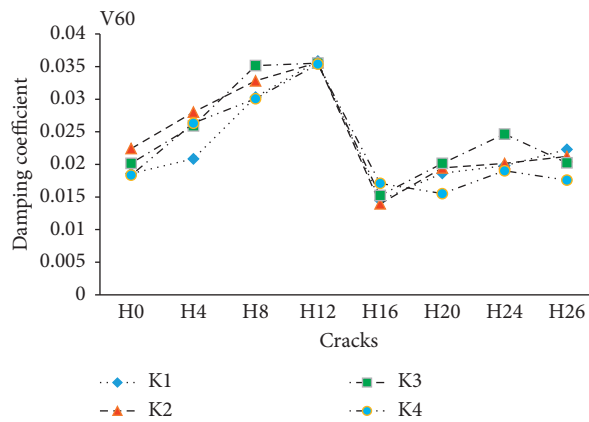 V60
0.04
0.035
0.03
0.025
0.02
0.015
0.01
0.005
0
Damping coefficient
H0 H4 H8 H12 H16 H20 H24 H26
Cracks
K1 K3
K2 K4